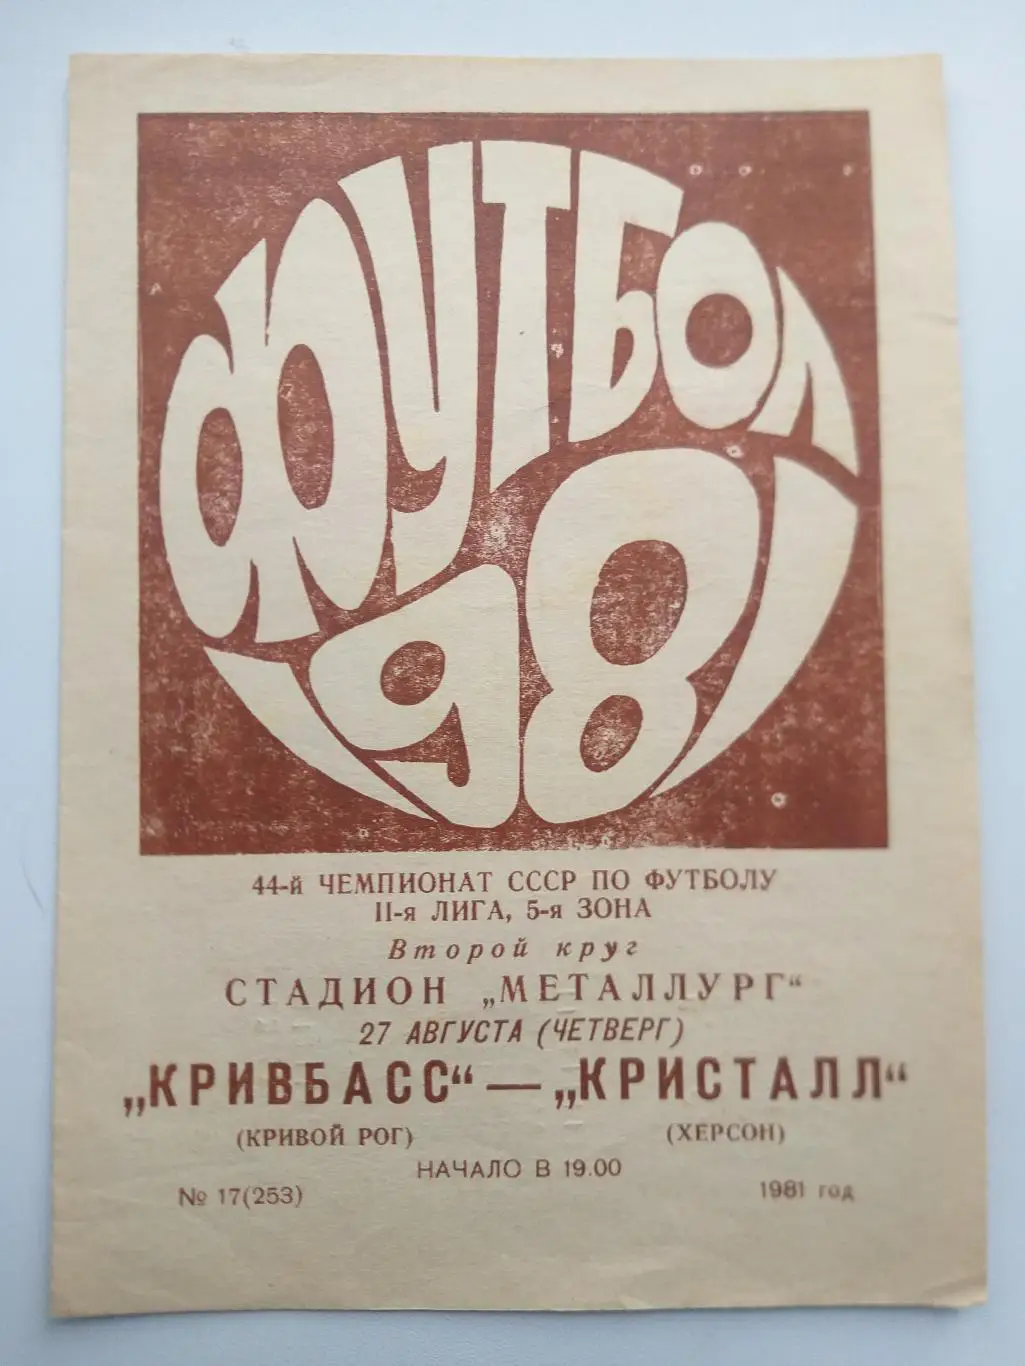 ФУТБОЛ
1981
44-й ЧЕМПИОНАТ СССР ПО ФУТБОЛУ
II-я ЛИГА, 5-я ЗОНА
Второй круг
СТАДИОН „МЕТАЛЛУРГ“
27 АВГУСТА (ЧЕТВЕРГ)
„КРИВБАСС“ — „КРИСТАЛЛ“
(КРИВОЙ РОГ) (ХЕРСОН)
НАЧАЛО В 19.00
№ 17(253) 1981 год